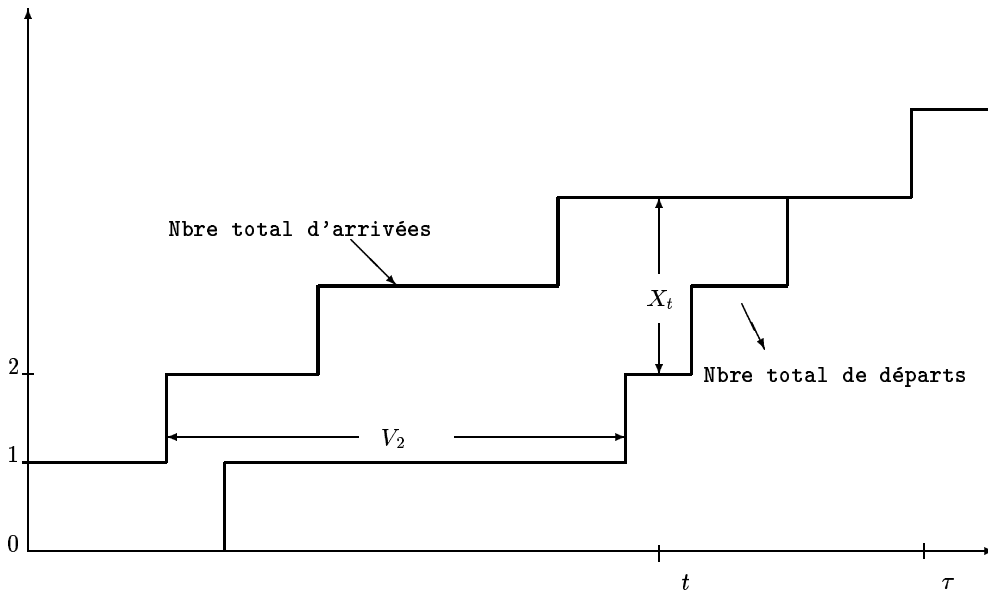 Nbre total d'arrivées
X_t
2
Nbre total de départs
V_2
1
0
t
τ